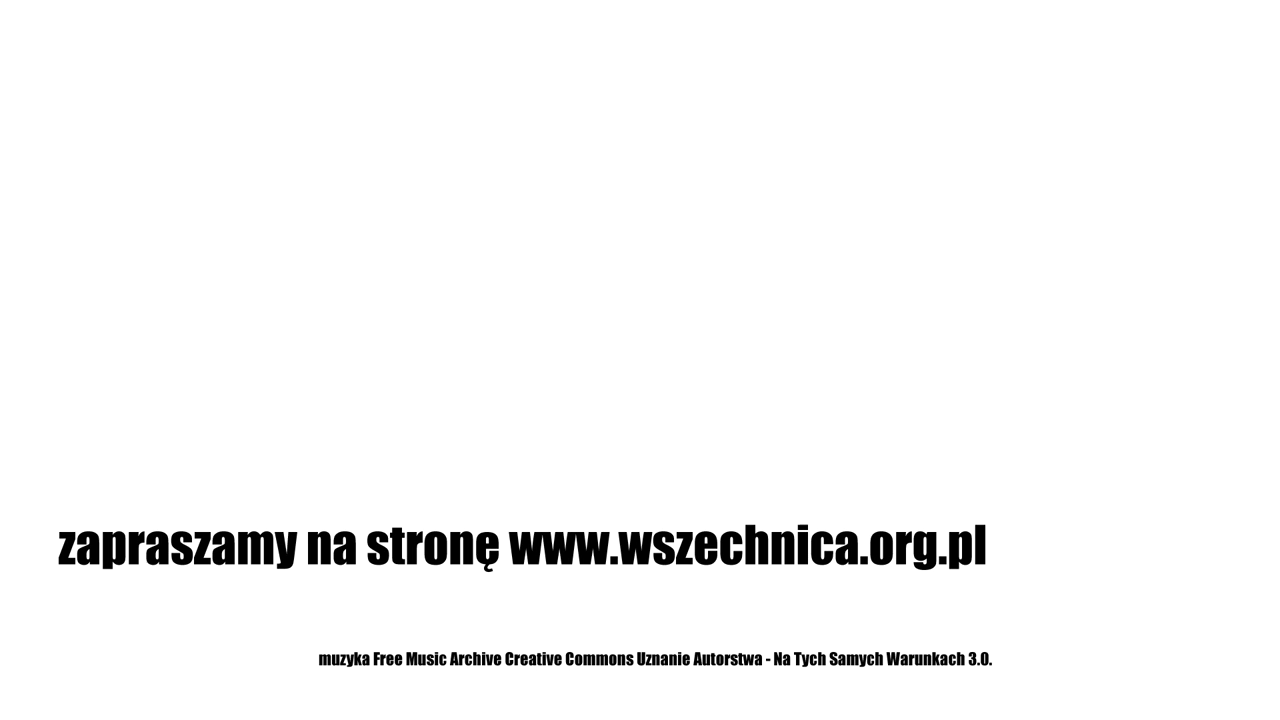 zapraszamy na stronę www.wszechnica.org.pl
muzyka Free Music Archive Creative Commons Uznanie Autorstwa - Na Tych Samych Warunkach 3.0.